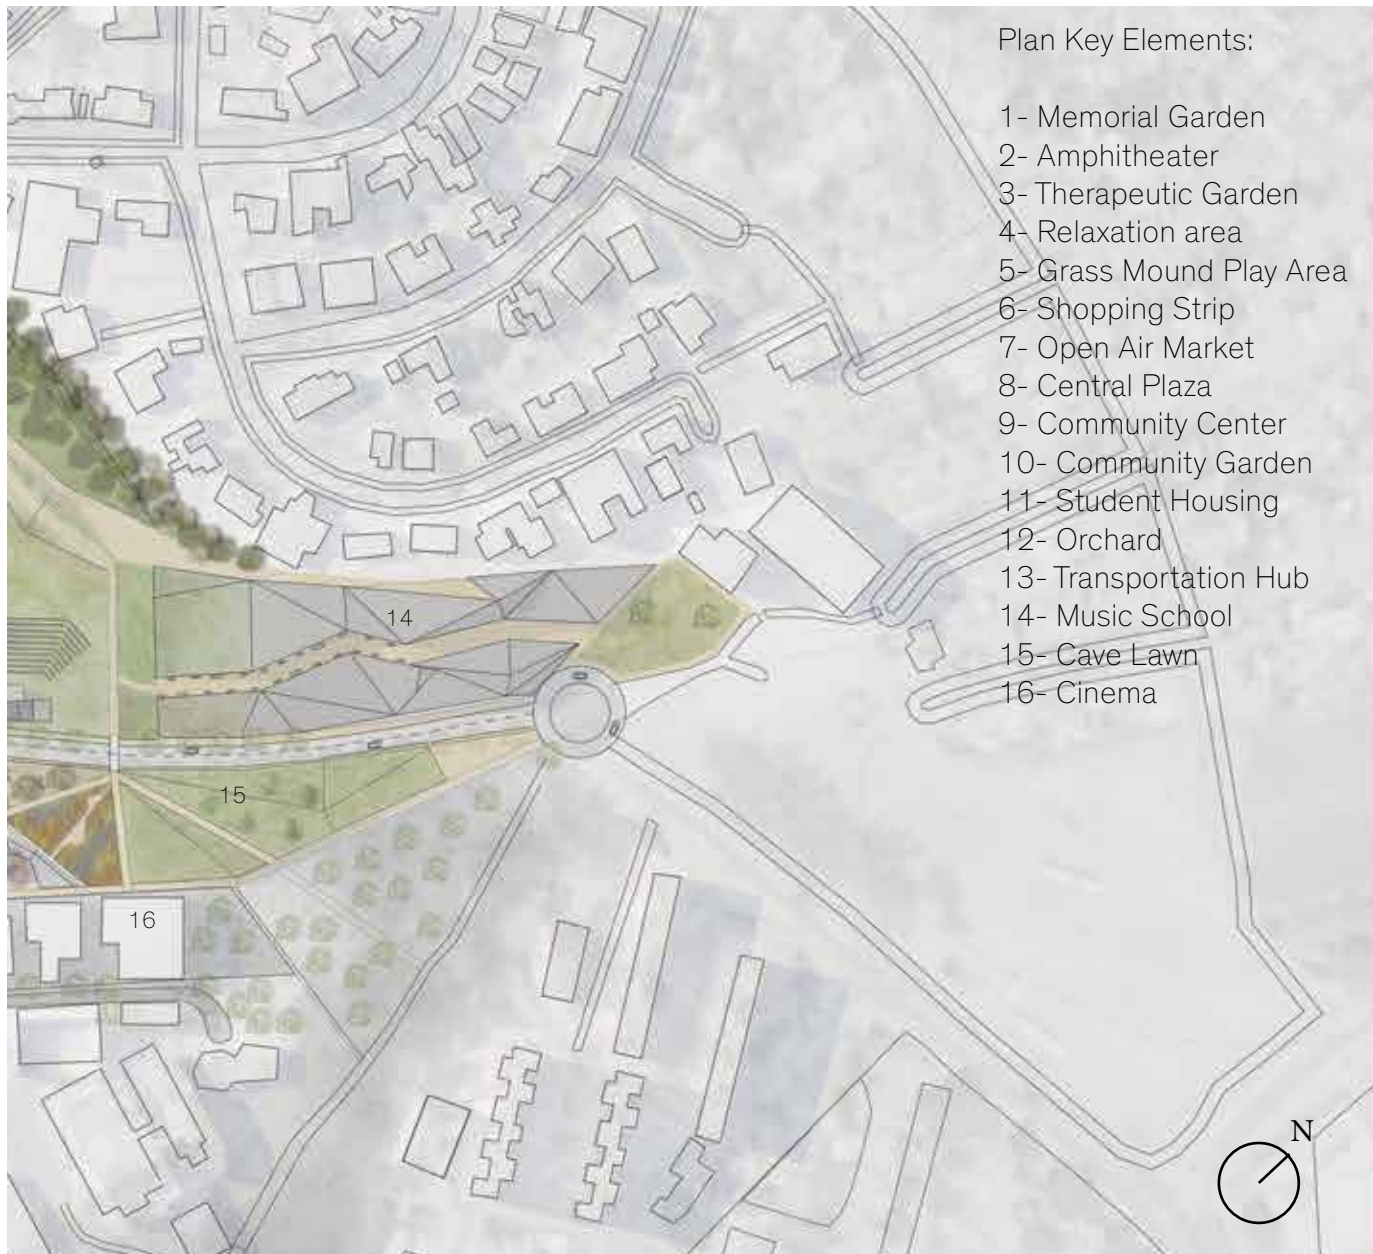 Plan Key Elements:
1- Memorial Garden
2- Amphitheater
3- Therapeutic Garden
4- Relaxation area
5- Grass Mound Play Area
6- Shopping Strip
7- Open Air Market
8- Central Plaza
9- Community Center
10- Community Garden
11- Student Housing
12- Orchard
13- Transportation Hub
14- Music School
15- Cave Lawn
16- Cinema
14
15
16
N